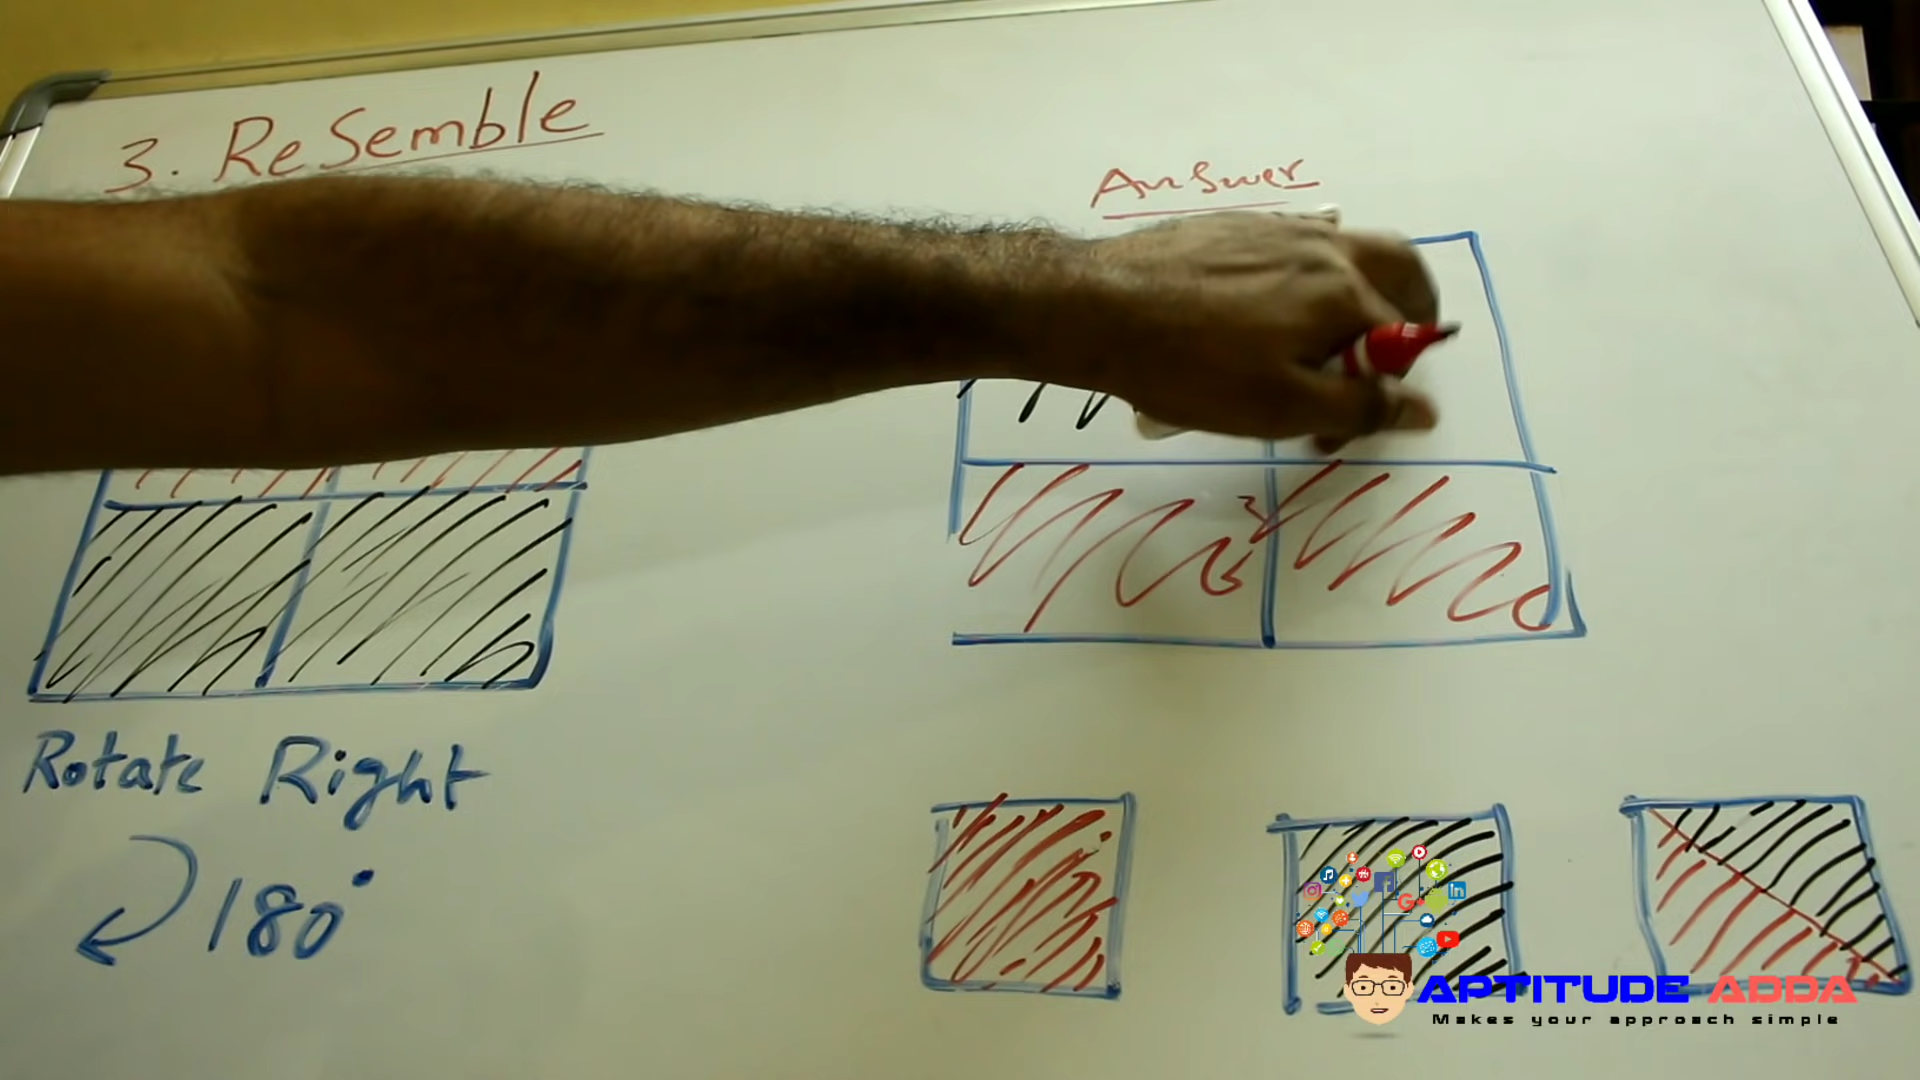 3. ReSemble
Answer
Rotate Right
180°
APTITUDE ADDA
Makes your approach simple